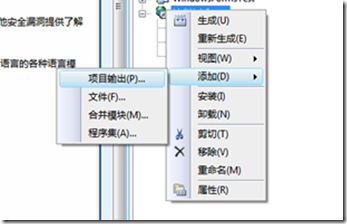 他安全漏洞提供了解
语言的各种语言模
生成(U)
重新生成(E)
视图(W)
添加(D)
安装(I)
卸载(N)
剪切(T)
移除(V)
重命名(M)
属性(R)
项目输出(P)...
文件(F)...
合并模块(M)...
程序集(A)...